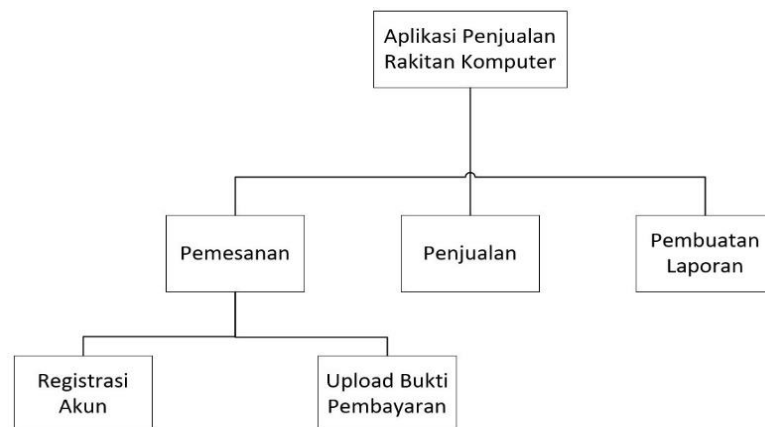 Aplikasi Penjualan
Rakitan Komputer
Pemesanan
Penjualan
Pembuatan
Laporan
Registrasi
Akun
Upload Bukti
Pembayaran